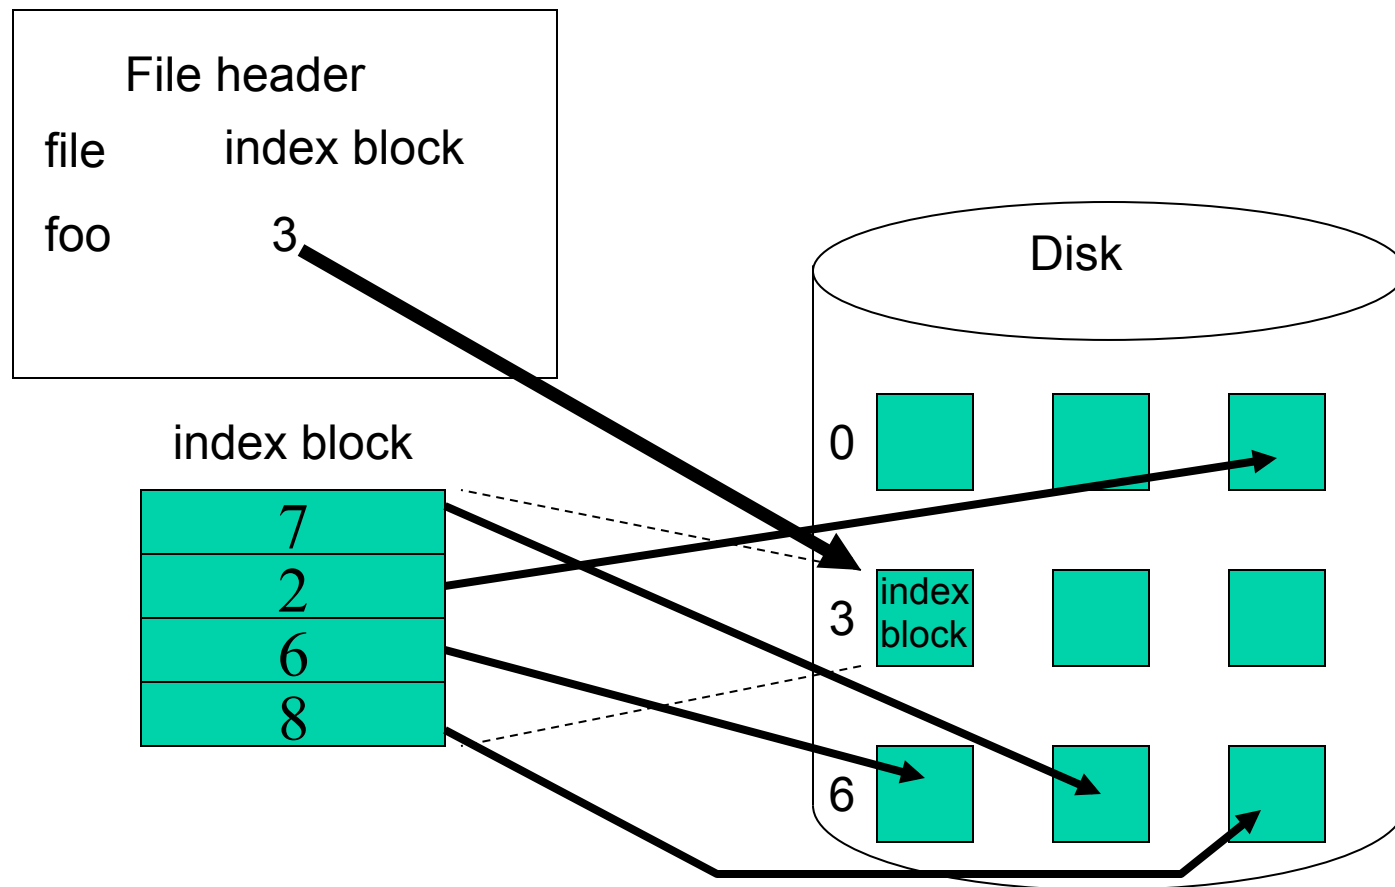 File header
file index block
foo 3
Disk
index block
7
2
6
8
0
3
index
block
6